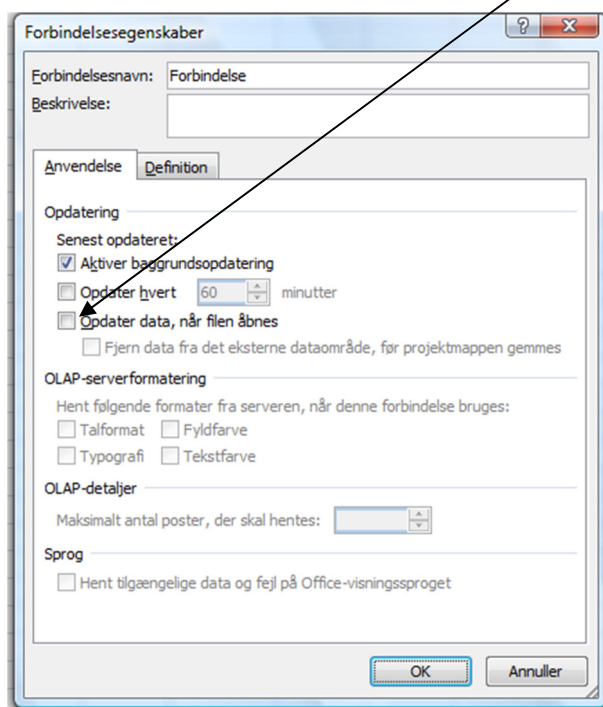 Forbindelsesegenskaber
Forbindelsesnavn: Forbindelse
Beskrivelse:
Anvendelse Definition
Opdatering
Senest opdateret:
Aktiver baggrundsopdatering
Opdater hvert 60 minutter
Opdater data, når filen åbnes
Fjern data fra det eksterne dataområde, før projektmappen gemmes
OLAP-serverformatering
Hent følgende formater fra serveren, når denne forbindelse bruges:
Talformat Fyldfarve
Typografi Tekstfarve
OLAP-detaljer
Maksimalt antal poster, der skal hentes:
Sprog
Hent tilgængelige data og fejl på Office-visningssproget
OK Annuller